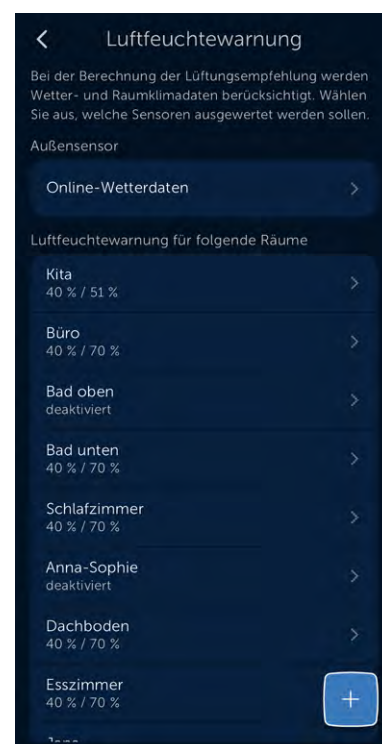 Luftfeuchtewarnung
Bei der Berechnung der Lüftungsempfehlung werden
Wetter- und Raumklimadaten berücksichtigt. Wählen
Sie aus, welche Sensoren ausgewertet werden sollen.
Außensensor
Online-Wetterdaten
Luftfeuchtewarnung für folgende Räume
Kita
40 % / 51 %
Büro
40 % / 70 %
Bad oben
deaktiviert
Bad unten
40 % / 70 %
Schlafzimmer
40 % / 70 %
Anna-Sophie
deaktiviert
Dachboden
40 % / 70 %
Esszimmer
40 % / 70 %